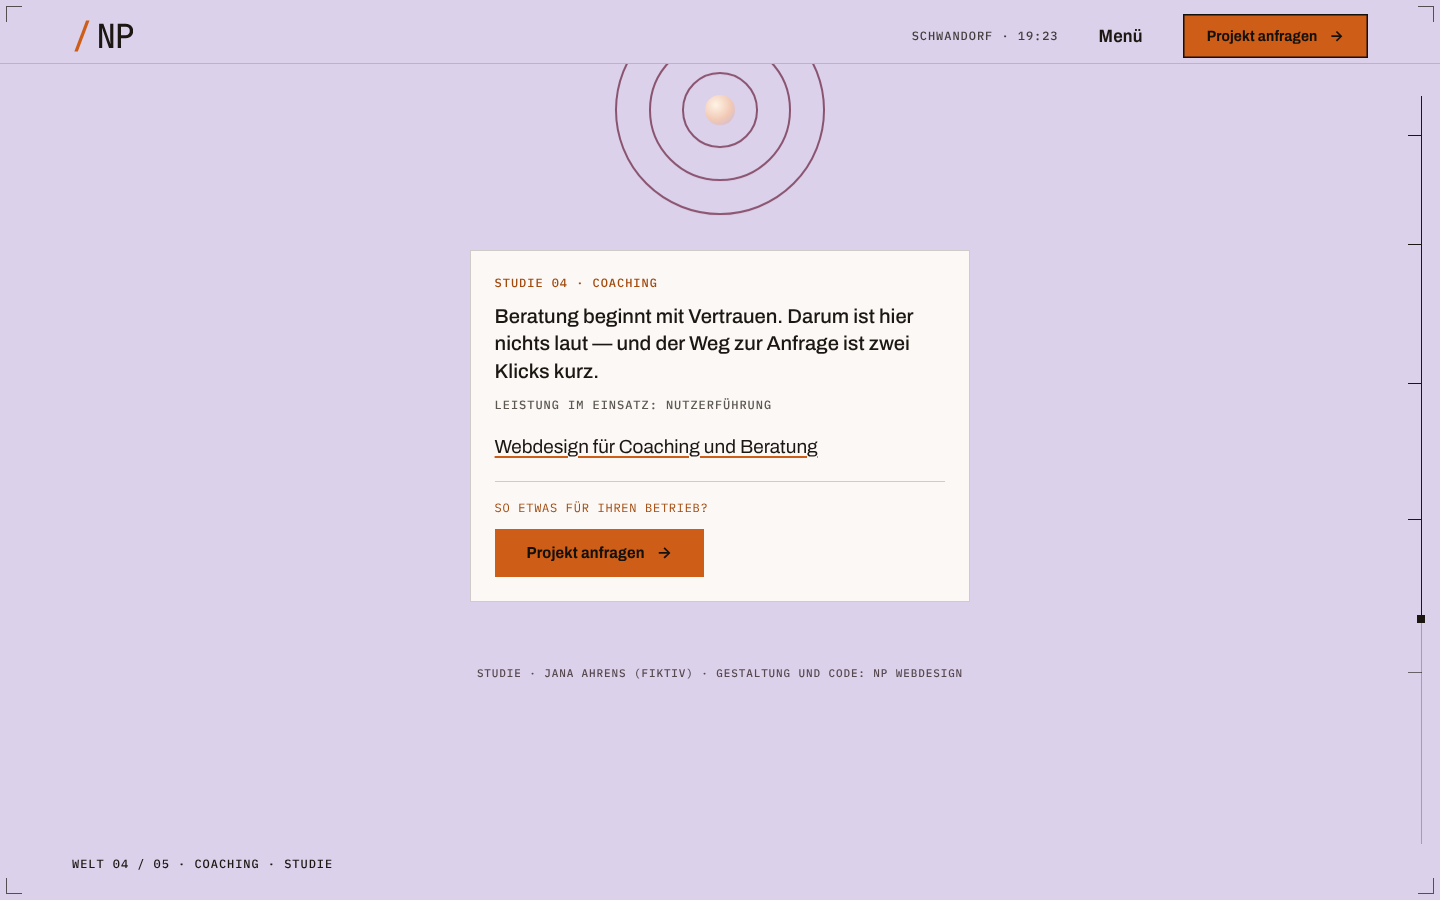 / NP
SCHWANDORF · 19:23
Menü
Projekt anfragen →
STUDIE 04 · COACHING
Beratung beginnt mit Vertrauen. Darum ist hier
nichts laut — und der Weg zur Anfrage ist zwei
Klicks kurz.
LEISTUNG IM EINSATZ: NUTZERFÜHRUNG
Webdesign für Coaching und Beratung
SO ETWAS FÜR IHREN BETRIEB?
Projekt anfragen →
STUDIE · JANA AHRENS (FIKTIV) · GESTALTUNG UND CODE: NP WEBDESIGN
WELT 04 / 05 · COACHING · STUDIE